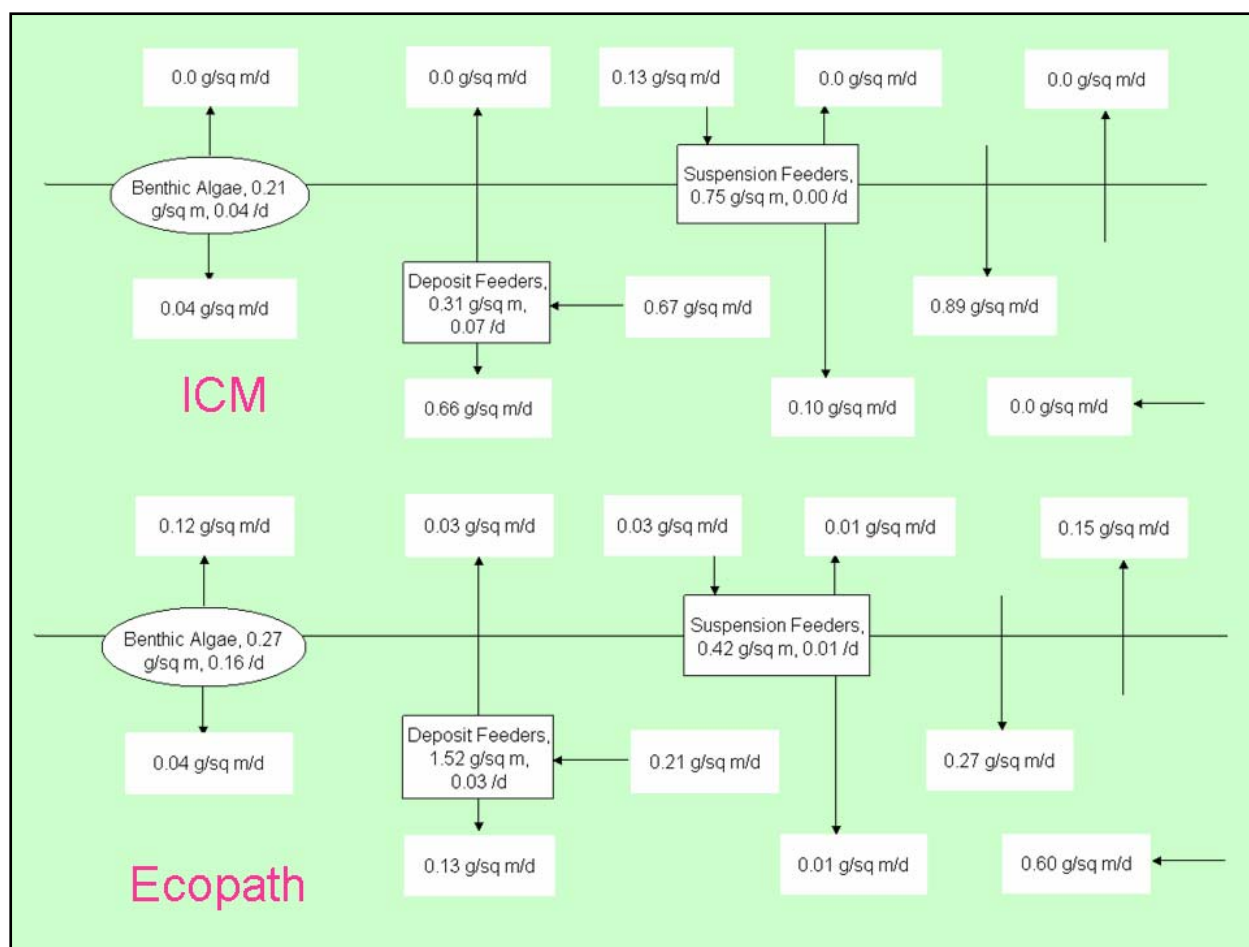 0.0 g/sq m/d
0.0 g/sq m/d
0.13 g/sq m/d
0.0 g/sq m/d
0.0 g/sq m/d
Benthic Algae, 0.21
g/sq m, 0.04 /d
Suspension Feeders,
0.75 g/sq m, 0.00 /d
0.04 g/sq m/d
Deposit Feeders,
0.31 g/sq m,
0.07 /d
0.67 g/sq m/d
0.89 g/sq m/d
ICM
0.66 g/sq m/d
0.10 g/sq m/d
0.0 g/sq m/d
0.12 g/sq m/d
0.03 g/sq m/d
0.03 g/sq m/d
0.01 g/sq m/d
0.15 g/sq m/d
Benthic Algae, 0.27
g/sq m, 0.16 /d
Suspension Feeders,
0.42 g/sq m, 0.01 /d
0.04 g/sq m/d
Deposit Feeders,
1.52 g/sq m,
0.03 /d
0.21 g/sq m/d
0.27 g/sq m/d
Ecopath
0.13 g/sq m/d
0.01 g/sq m/d
0.60 g/sq m/d